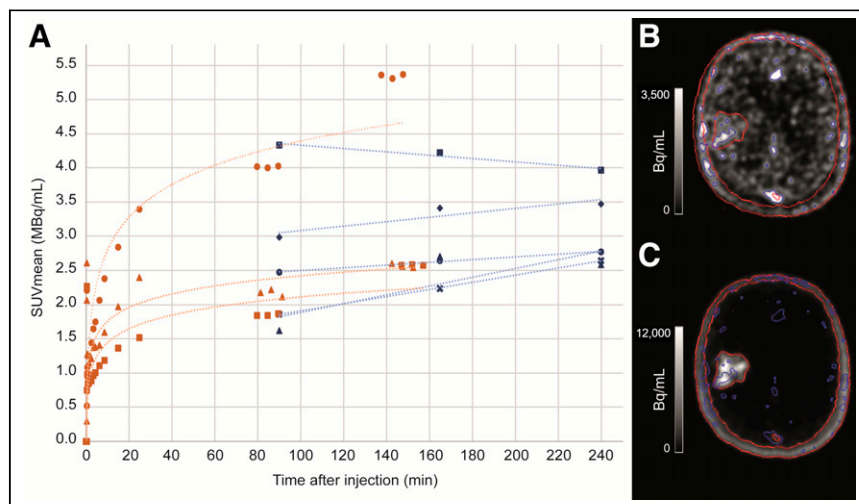 A
B
C
SUVmean (MBq/mL)
5.5
5.0
4.5
4.0
3.5
3.0
2.5
2.0
1.5
1.0
0.5
0.0
0 20 40 60 80 100 120 140 160 180 200 220 240
Time after injection (min)
3,500
Bq/mL
0
12,000
Bq/mL
0